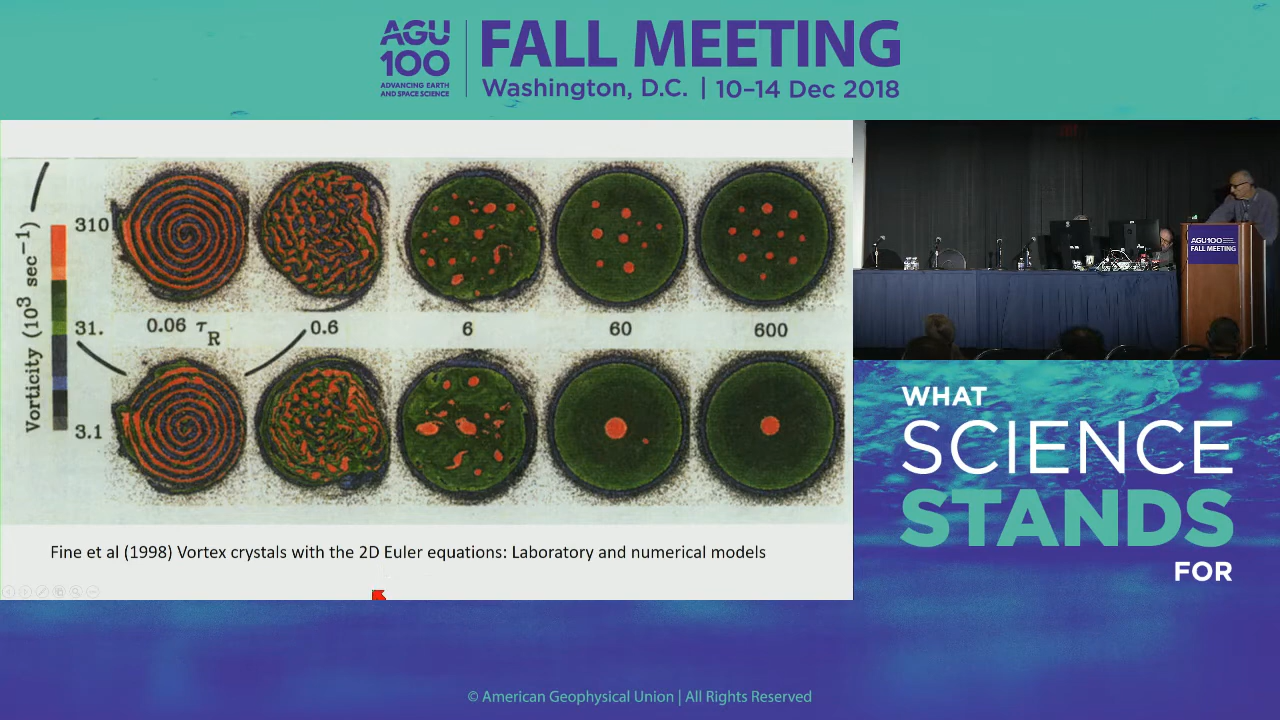 AGU
100
ADVANCING EARTH
AND SPACE SCIENCE
FALL MEETING
Washington, D.C. | 10–14 Dec 2018
Vorticity (10³ sec⁻¹)
310
31.
3.1
0.06 τR
0.6
6
60
600
Fine et al (1998) Vortex crystals with the 2D Euler equations: Laboratory and numerical models
AGU100
FALL MEETING
WHAT
SCIENCE
STANDS
FOR
© American Geophysical Union | All Rights Reserved